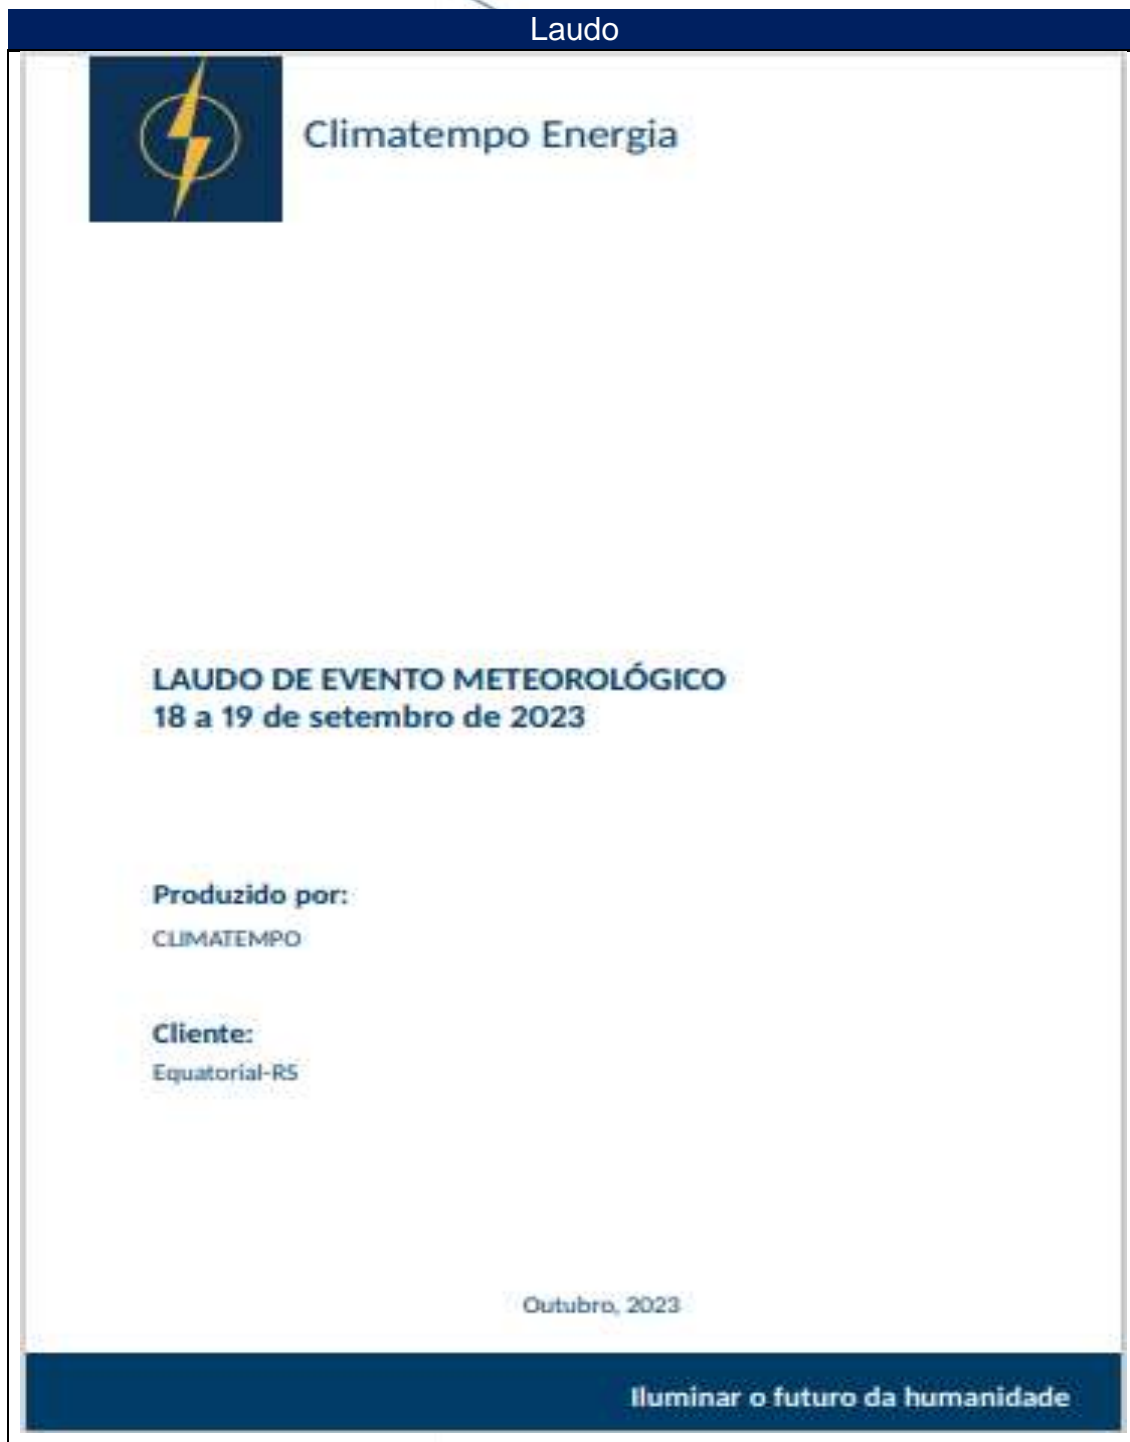 Laudo
Climatempo Energia
LAUDO DE EVENTO METEOROLÓGICO
18 a 19 de setembro de 2023
Produzido por:
CLIMATEMPO
Cliente:
Equatorial-RS
Outubro, 2023
Iluminar o futuro da humanidade